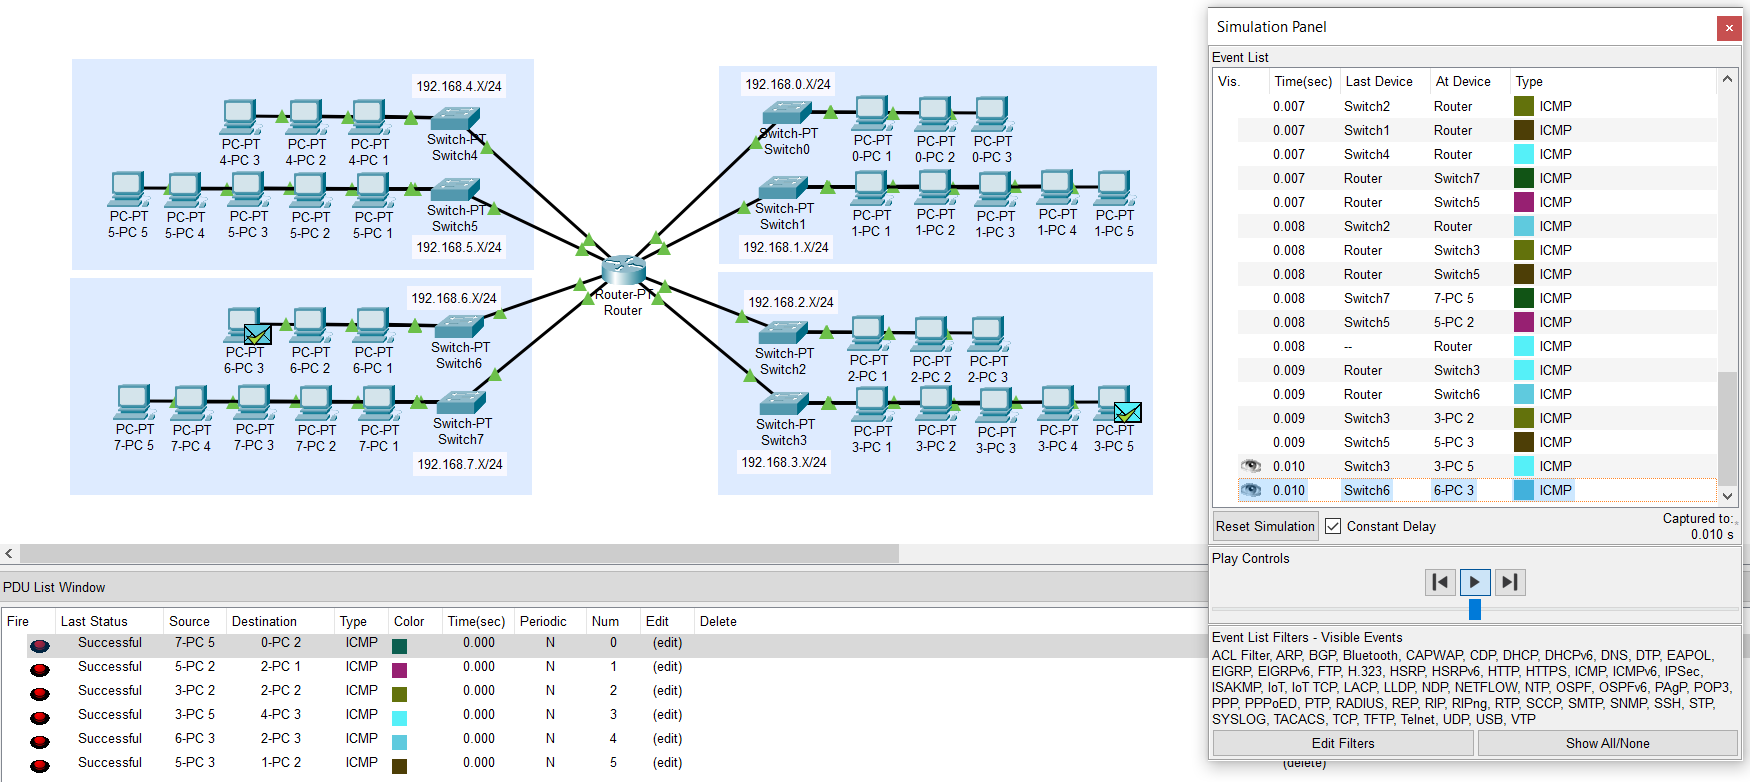 192.168.4.X/24
PC-PT PC-PT PC-PT Switch-PT
4-PC 3 4-PC 2 4-PC 1 Switch4
PC-PT PC-PT PC-PT PC-PT PC-PT Switch-PT
5-PC 5 5-PC 4 5-PC 3 5-PC 2 5-PC 1 Switch5
192.168.5.X/24
192.168.0.X/24
Switch-PT PC-PT PC-PT PC-PT
Switch0 0-PC 1 0-PC 2 0-PC 3
Switch-PT PC-PT PC-PT PC-PT PC-PT PC-PT
Switch1 1-PC 1 1-PC 2 1-PC 3 1-PC 4 1-PC 5
192.168.1.X/24
Router-PT
Router
192.168.6.X/24
PC-PT PC-PT PC-PT Switch-PT
6-PC 3 6-PC 2 6-PC 1 Switch6
PC-PT PC-PT PC-PT PC-PT PC-PT Switch-PT
7-PC 5 7-PC 4 7-PC 3 7-PC 2 7-PC 1 Switch7
192.168.7.X/24
192.168.2.X/24
Switch-PT PC-PT PC-PT PC-PT
Switch2 2-PC 1 2-PC 2 2-PC 3
Switch-PT PC-PT PC-PT PC-PT PC-PT PC-PT
Switch3 3-PC 1 3-PC 2 3-PC 3 3-PC 4 3-PC 5
192.168.3.X/24
Simulation Panel
Event List
Vis. Time(sec) Last Device At Device Type
0.007 Switch2 Router ICMP
0.007 Switch1 Router ICMP
0.007 Switch4 Router ICMP
0.007 Router Switch7 ICMP
0.007 Router Switch5 ICMP
0.008 Switch2 Router ICMP
0.008 Router Switch3 ICMP
0.008 Router Switch5 ICMP
0.008 Switch7 7-PC 5 ICMP
0.008 Switch5 5-PC 2 ICMP
0.008 -- Router ICMP
0.009 Router Switch3 ICMP
0.009 Router Switch6 ICMP
0.009 Switch3 3-PC 2 ICMP
0.009 Switch5 5-PC 3 ICMP
0.010 Switch3 3-PC 5 ICMP
0.010 Switch6 6-PC 3 ICMP
Reset Simulation Constant Delay Captured to:
0.010 s
Play Controls
Event List Filters - Visible Events
ACL Filter, ARP, BGP, Bluetooth, CAPWAP, CDP, DHCP, DHCPv6, DNS, DTP, EAPOL,
EIGRP, EIGRPv6, FTP, H.323, HSRP, HSRPv6, HTTP, HTTPS, ICMP, ICMPv6, IPSec,
ISAKMP, IoT, IoT TCP, LACP, LLDP, NDP, NETFLOW, NTP, OSPF, OSPFv6, PAgP, POP3,
PPP, PPPoED, PTP, RADIUS, REP, RIP, RIPng, RTP, SCCP, SMTP, SNMP, SSH, STP,
SYSLOG, TACACS, TCP, TFTP, Telnet, UDP, USB, VTP
Edit Filters Show All/None
PDU List Window
Fire Last Status Source Destination Type Color Time(sec) Periodic Num Edit Delete
Successful 7-PC 5 0-PC 2 ICMP 0.000 N 0 (edit)
Successful 5-PC 2 2-PC 1 ICMP 0.000 N 1 (edit)
Successful 3-PC 2 2-PC 2 ICMP 0.000 N 2 (edit)
Successful 3-PC 5 4-PC 3 ICMP 0.000 N 3 (edit)
Successful 6-PC 3 2-PC 3 ICMP 0.000 N 4 (edit)
Successful 5-PC 3 1-PC 2 ICMP 0.000 N 5 (edit) (delete)